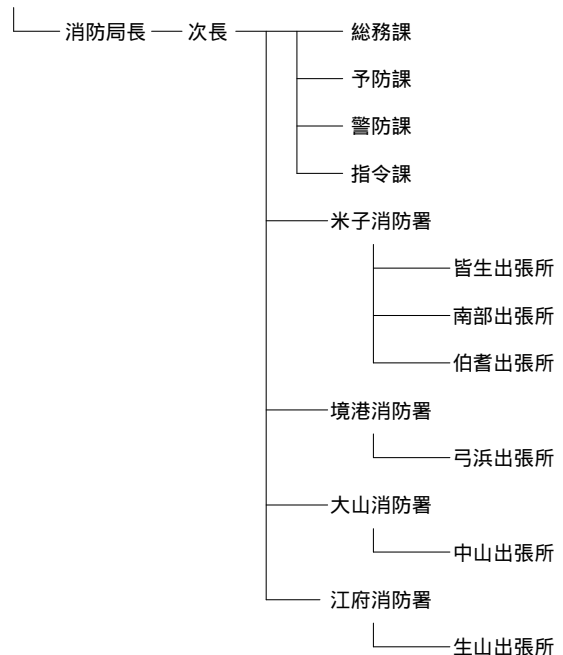 消防局長 次長 総務課
予防課
警防課
指令課
米子消防署
皆生出張所
南部出張所
伯耆出張所
境港消防署
弓浜出張所
大山消防署
中山出張所
江府消防署
生山出張所